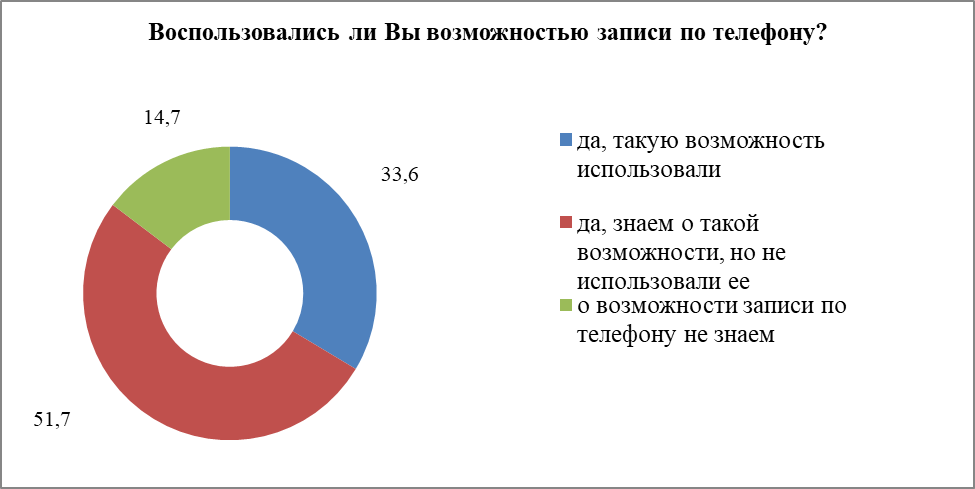 Воспользовались ли Вы возможностью записи по телефону?
14,7
33,6
51,7
да, такую возможность
использовали
да, знаем о такой
возможности, но не
использовали ее
о возможности записи по
телефону не знаем